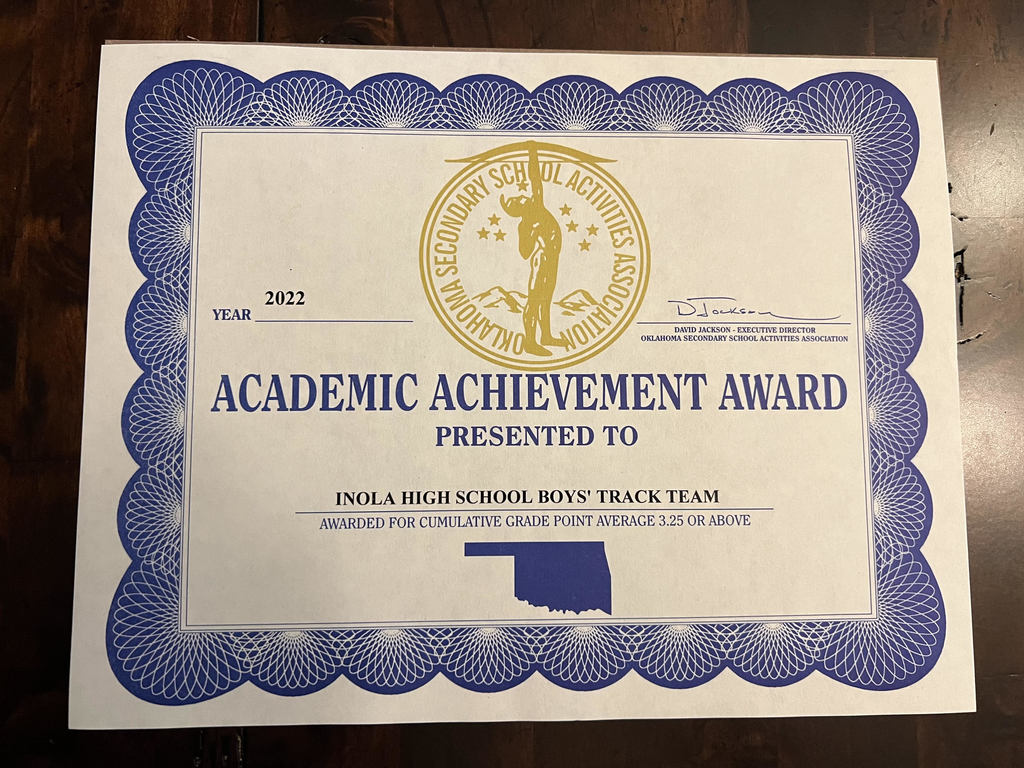 OKLAHOMA SECONDARY SCHOOL ACTIVITIES ASSOCIATION
YEAR 2022
D Jackson
DAVID JACKSON - EXECUTIVE DIRECTOR
OKLAHOMA SECONDARY SCHOOL ACTIVITIES ASSOCIATION
ACADEMIC ACHIEVEMENT AWARD
PRESENTED TO
INOLA HIGH SCHOOL BOYS' TRACK TEAM
AWARDED FOR CUMULATIVE GRADE POINT AVERAGE 3.25 OR ABOVE